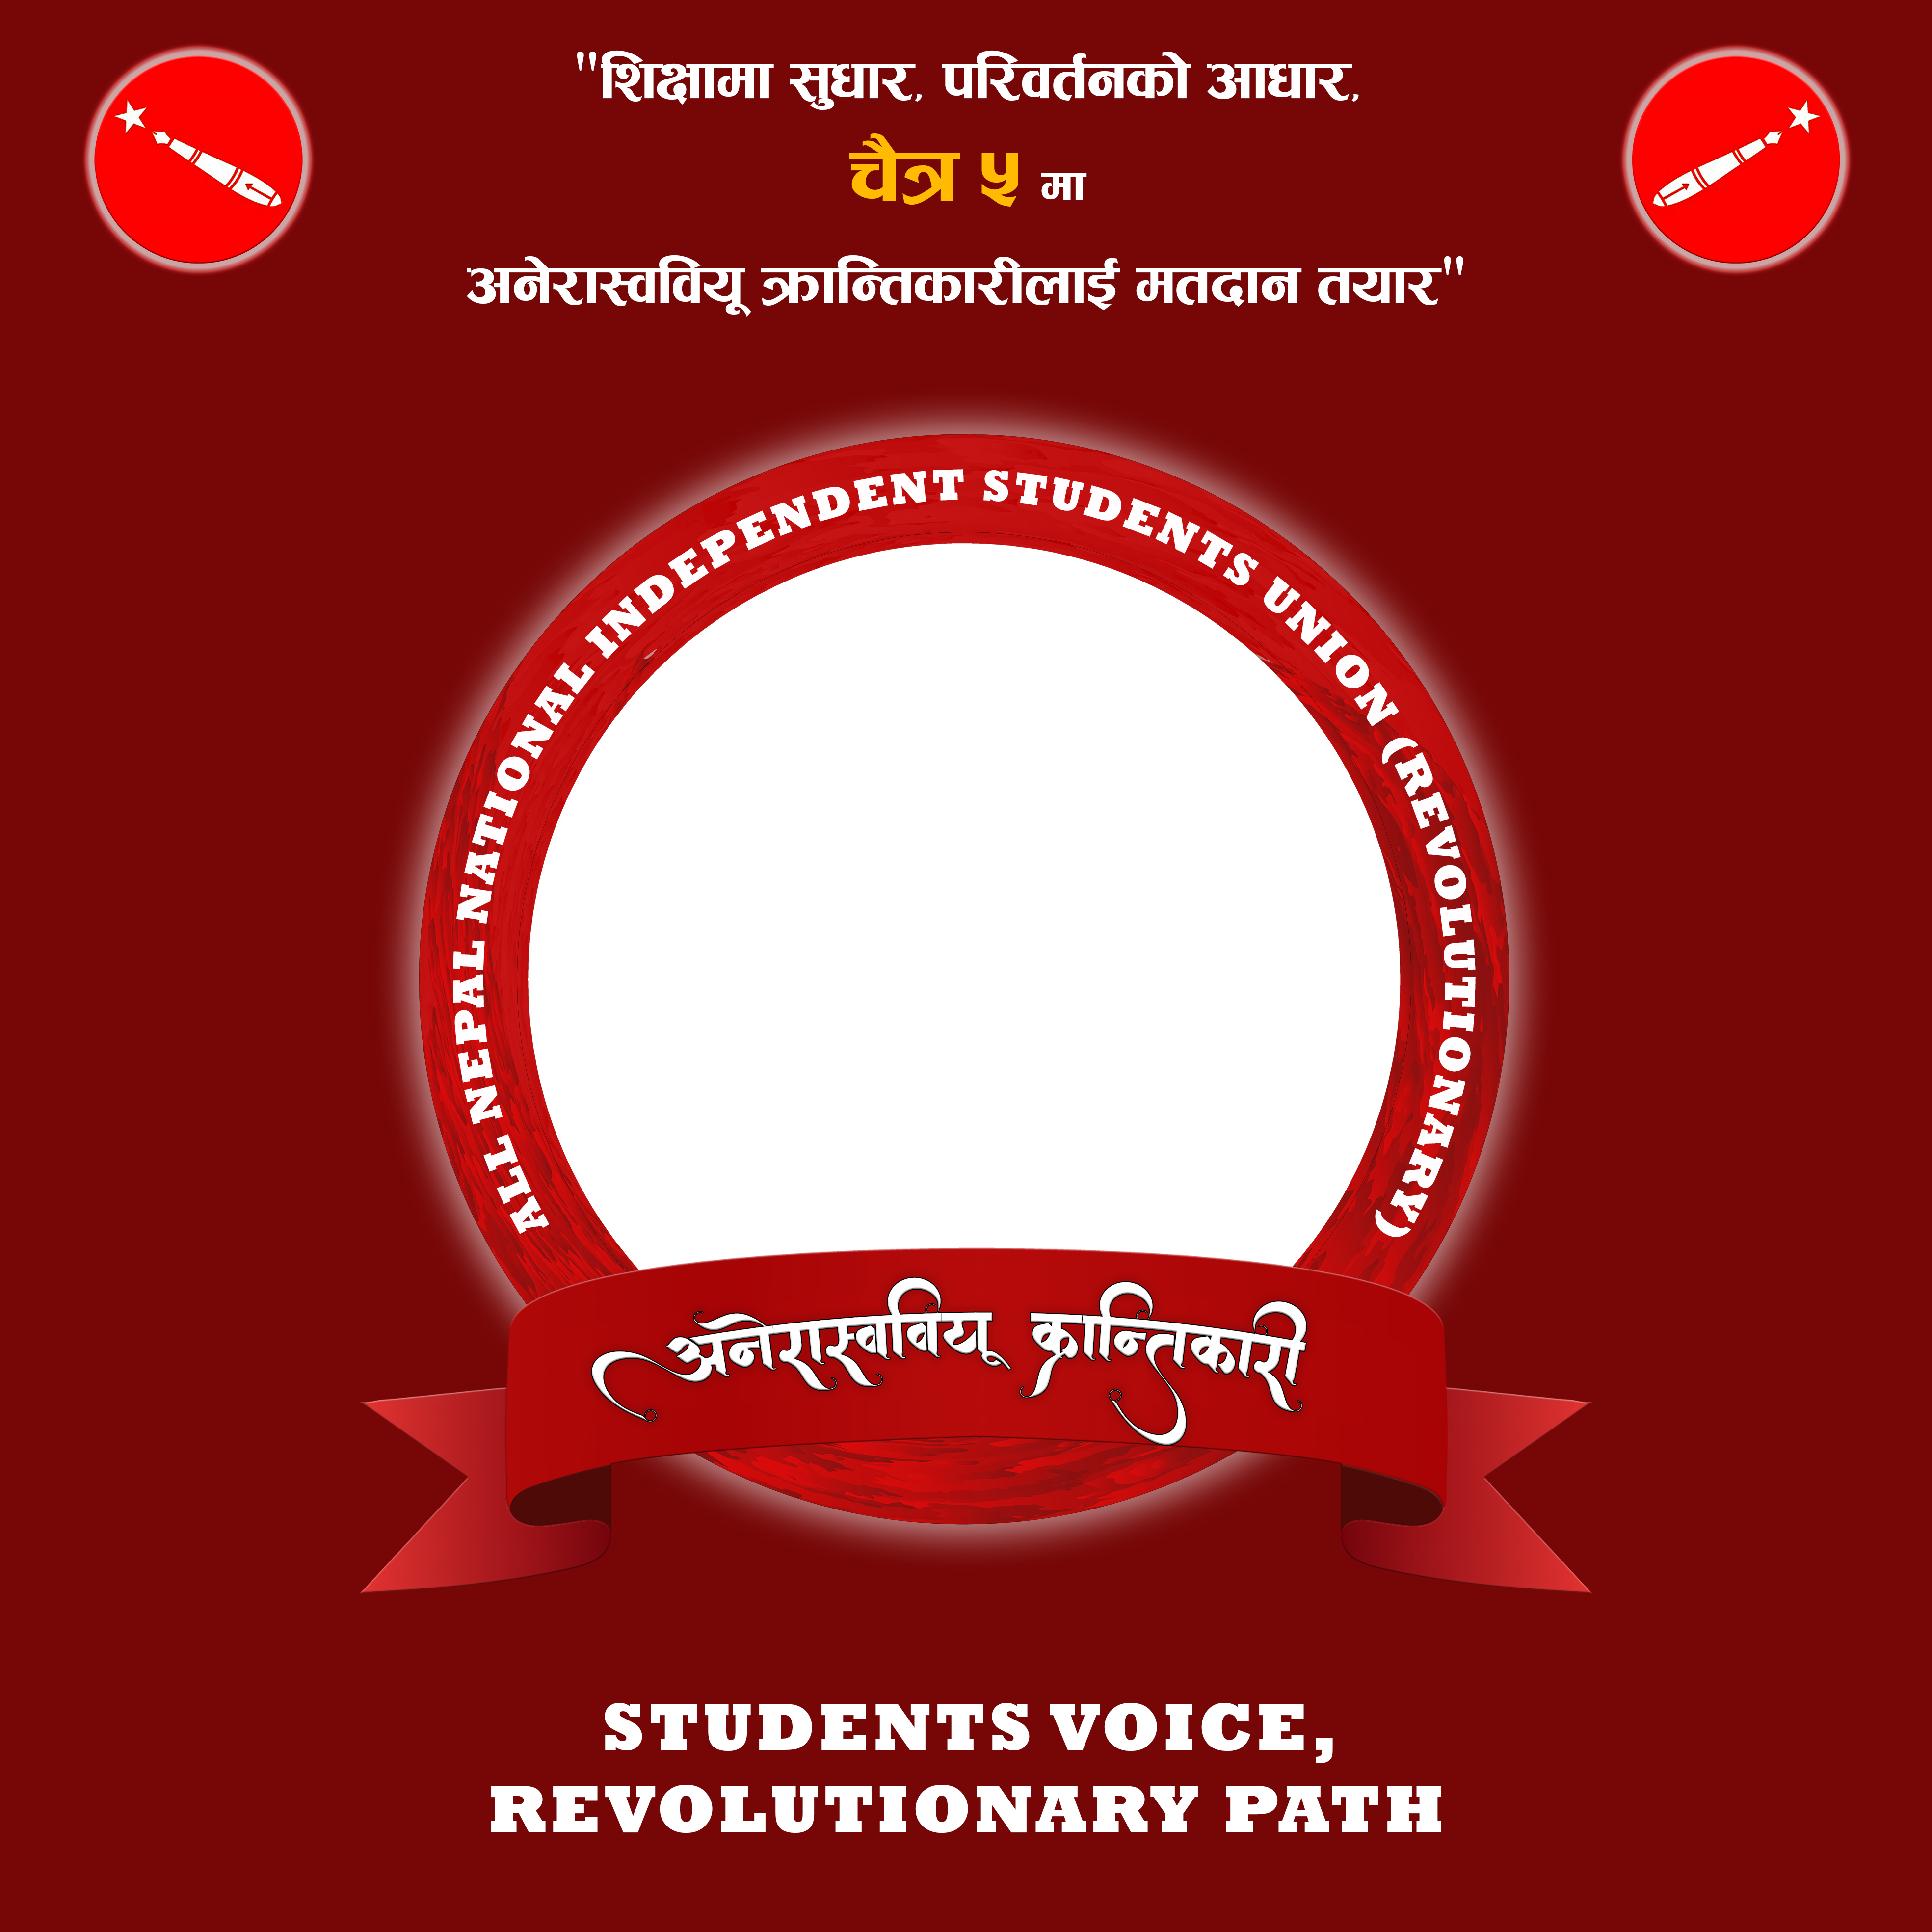 "शिक्षामा सुधार, परिवर्तनको आधार,
चैत्र ५ मा
अनेरास्ववियू क्रान्तिकारीलाई मतदान तयार"
ALL NEPAL NATIONAL INDEPENDENT STUDENTS UNION (REVOLUTIONARY)
अनेरास्ववियू क्रान्तिकारी
STUDENTS VOICE,
REVOLUTIONARY PATH